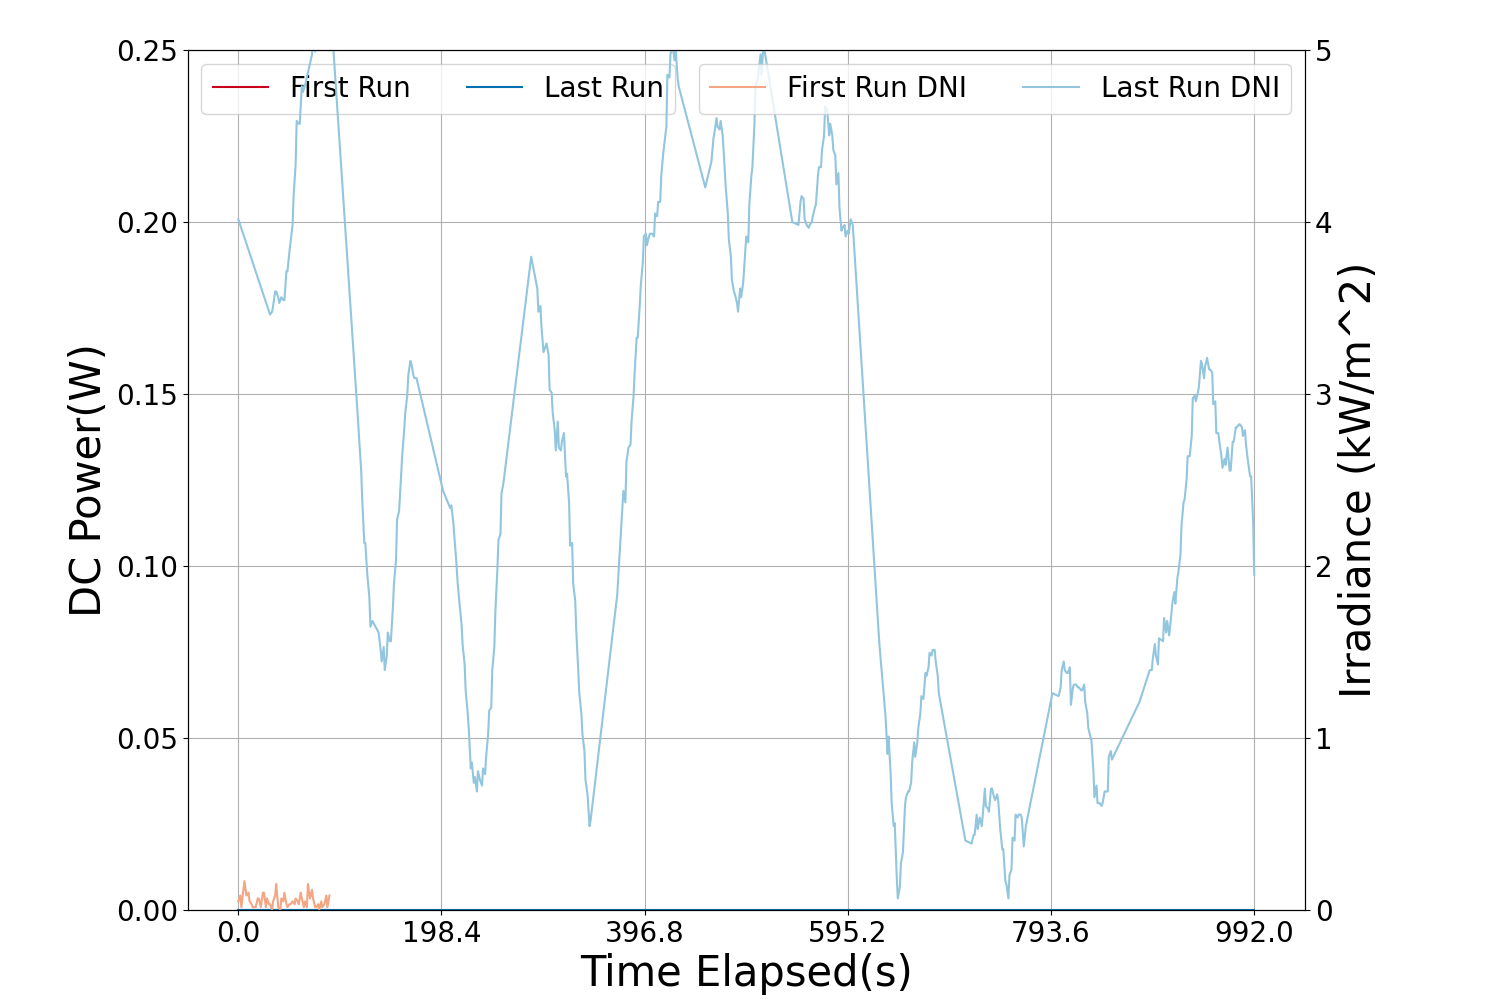 0.25
0.20
0.15
0.10
0.05
0.00
DC Power(W)
First Run
Last Run
First Run DNI
Last Run DNI
5
4
3
2
1
0
Irradiance (kW/m^2)
0.0 198.4 396.8 595.2 793.6 992.0
Time Elapsed(s)